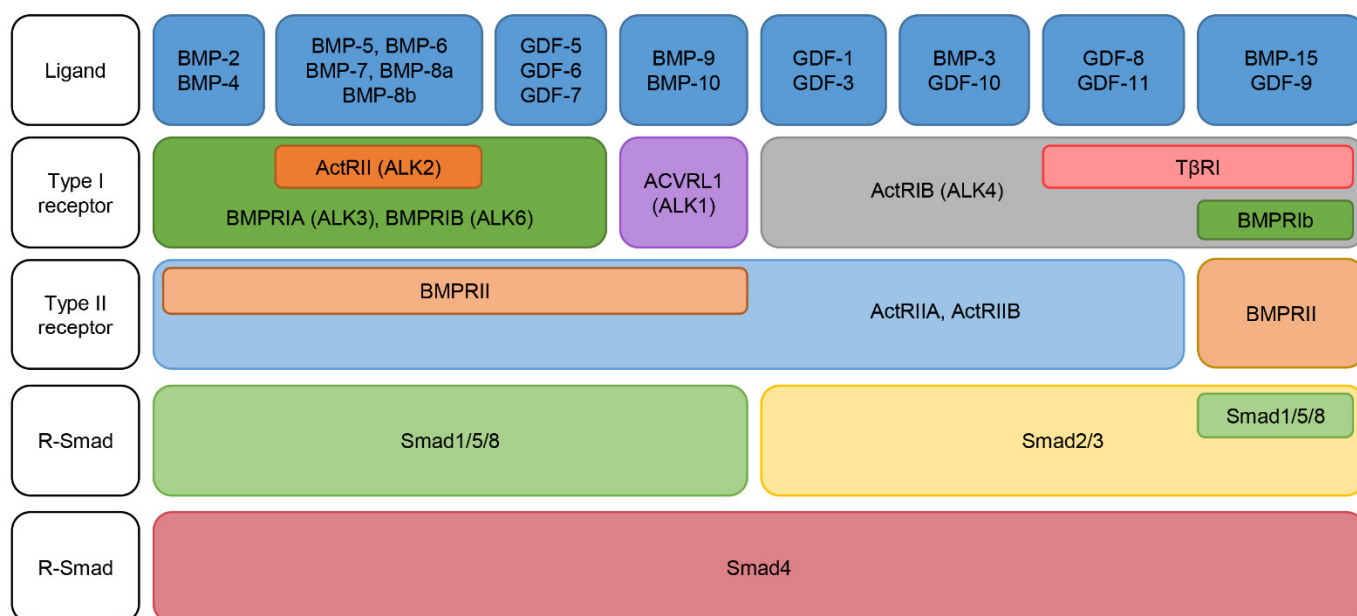 Ligand
BMP-2
BMP-4
BMP-5, BMP-6
BMP-7, BMP-8a
BMP-8b
GDF-5
GDF-6
GDF-7
BMP-9
BMP-10
GDF-1
GDF-3
BMP-3
GDF-10
GDF-8
GDF-11
BMP-15
GDF-9
Type I
receptor
ActRII (ALK2)
BMPRIA (ALK3), BMPRIB (ALK6)
ACVRL1
(ALK1)
ActRIB (ALK4)
TβRI
BMPRIb
Type II
receptor
BMPRII
ActRIIA, ActRIIB
BMPRII
R-Smad
Smad1/5/8
Smad2/3
Smad1/5/8
R-Smad
Smad4